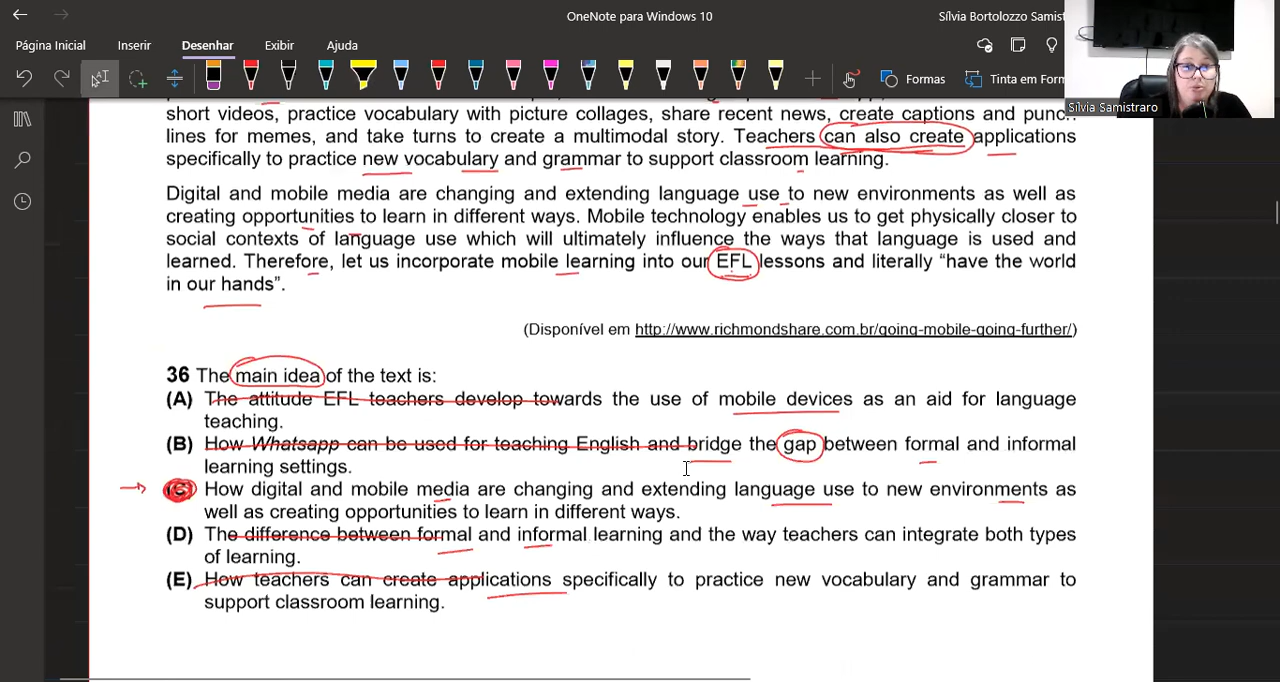 OneNote para Windows 10
Sílvia Bortolozzo Samist
Página Inicial Inserir Desenhar Exibir Ajuda
Formas Tinta em Form
Sílvia Samistraro
short videos, practice vocabulary with picture collages, share recent news, create captions and punch
lines for memes, and take turns to create a multimodal story. Teachers can also create applications
specifically to practice new vocabulary and grammar to support classroom learning.
Digital and mobile media are changing and extending language use to new environments as well as
creating opportunities to learn in different ways. Mobile technology enables us to get physically closer to
social contexts of language use which will ultimately influence the ways that language is used and
learned. Therefore, let us incorporate mobile learning into our EFL lessons and literally “have the world
in our hands”.
(Disponível em http://www.richmondshare.com.br/going-mobile-going-further/)
36 The main idea of the text is:
(A) The attitude EFL teachers develop towards the use of mobile devices as an aid for language
teaching.
(B) How Whatsapp can be used for teaching English and bridge the gap between formal and informal
learning settings.
How digital and mobile media are changing and extending language use to new environments as
well as creating opportunities to learn in different ways.
(D) The difference between formal and informal learning and the way teachers can integrate both types
of learning.
(E) How teachers can create applications specifically to practice new vocabulary and grammar to
support classroom learning.